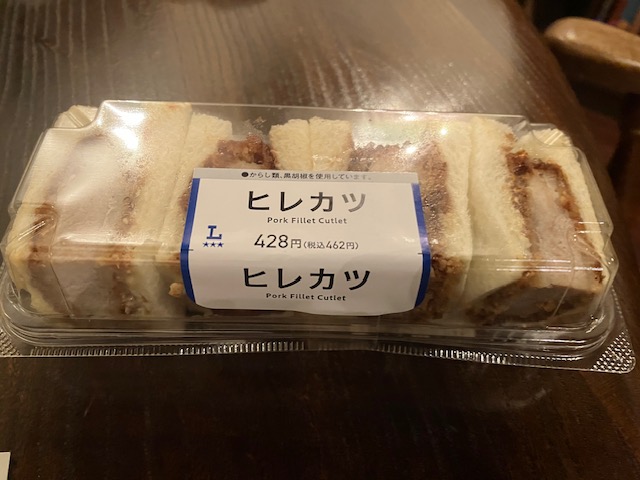 ●からし類、黒胡椒を使用しています。
ヒレカツ
Pork Fillet Cutlet
L
★★★
428円(税込462円)
ヒレカツ
Pork Fillet Cutlet